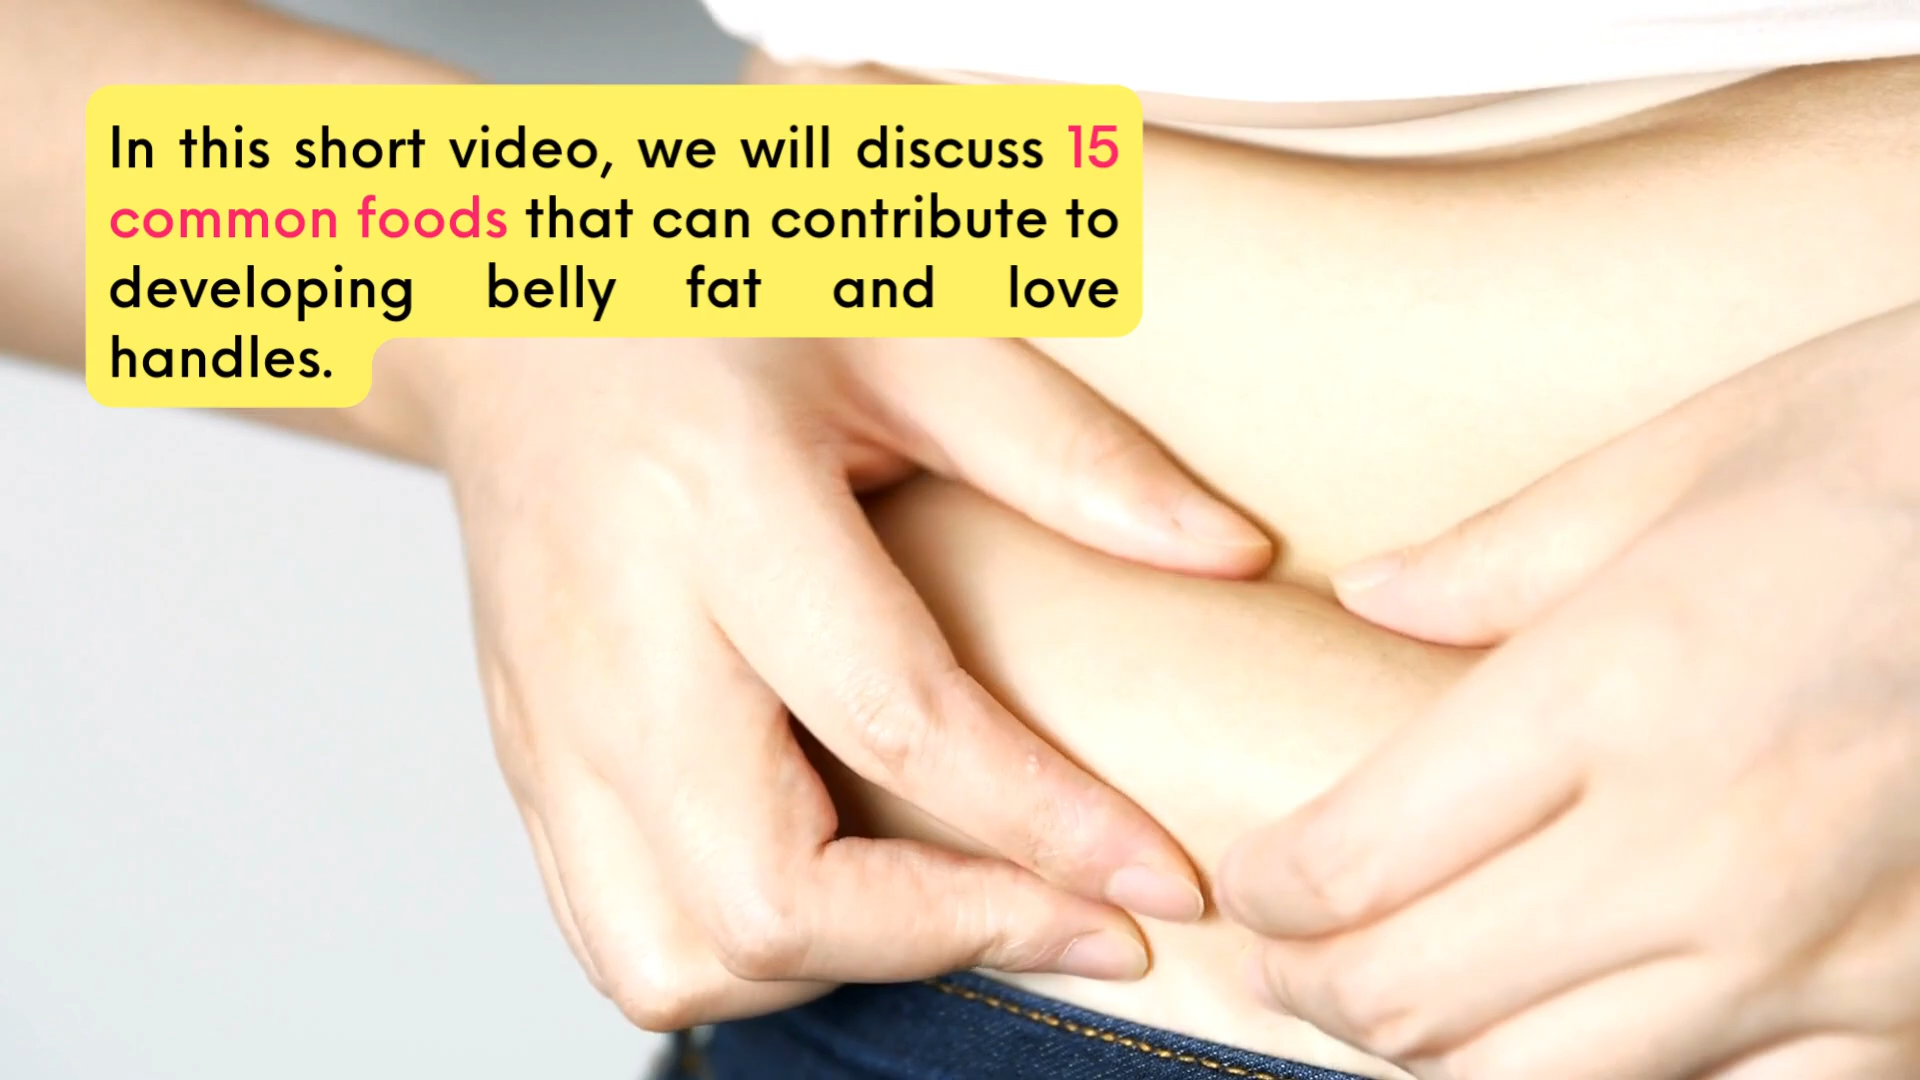 In this short video, we will discuss 15
common foods that can contribute to
developing belly fat and love
handles.